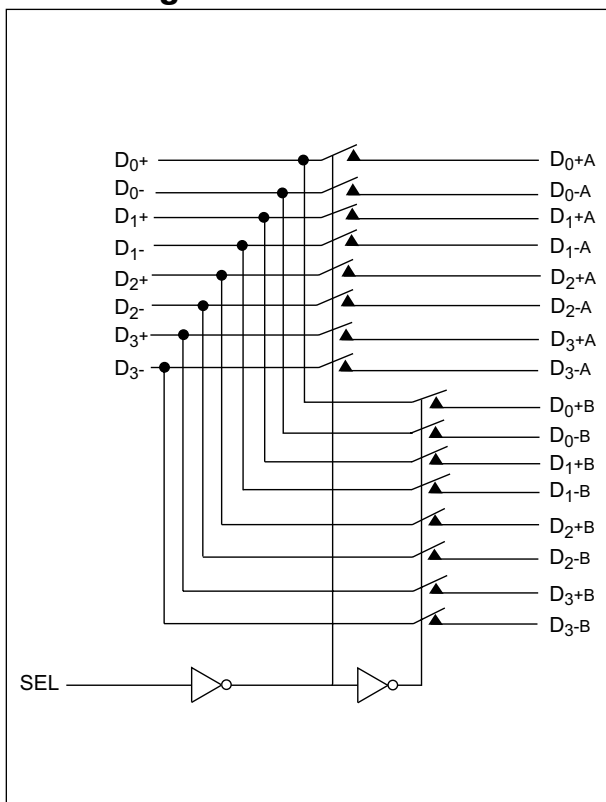 D0+ D0+A
D0- D0-A
D1+ D1+A
D1- D1-A
D2+ D2+A
D2- D2-A
D3+ D3+A
D3- D3-A
D0+B
D0-B
D1+B
D1-B
D2+B
D2-B
D3+B
D3-B
SEL